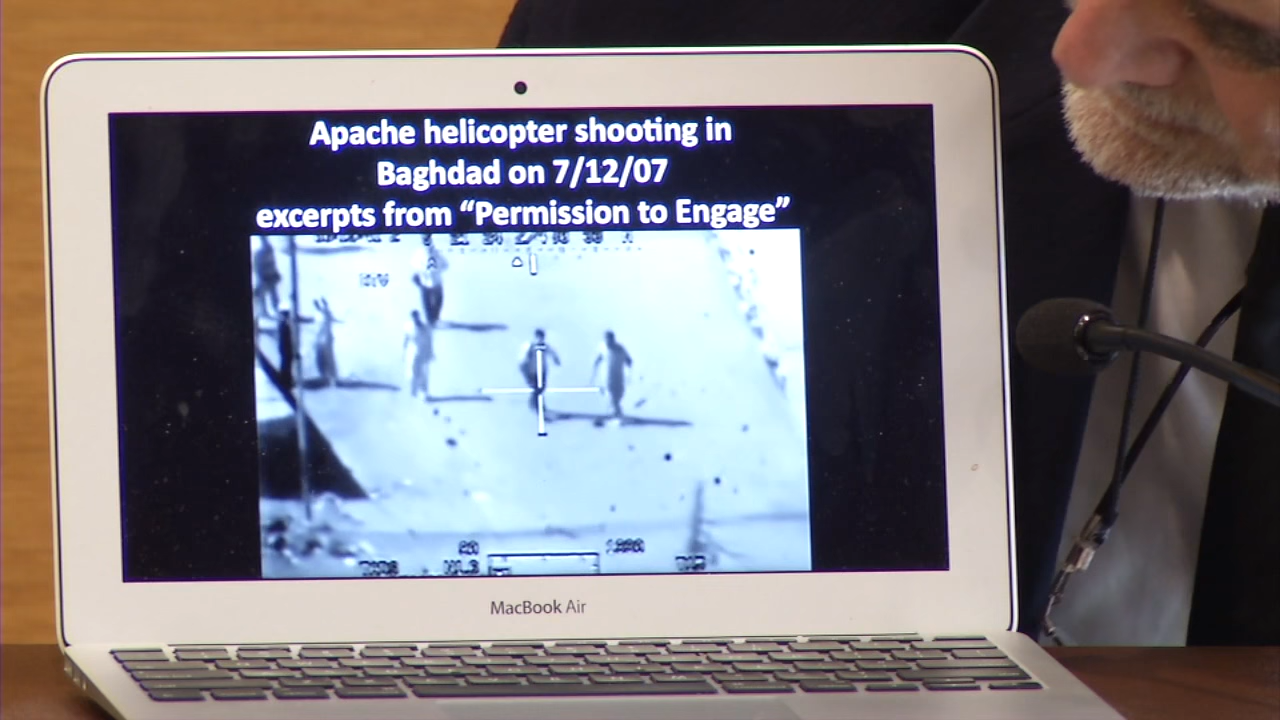 Apache helicopter shooting in
Baghdad on 7/12/07
excerpts from “Permission to Engage”
MacBook Air